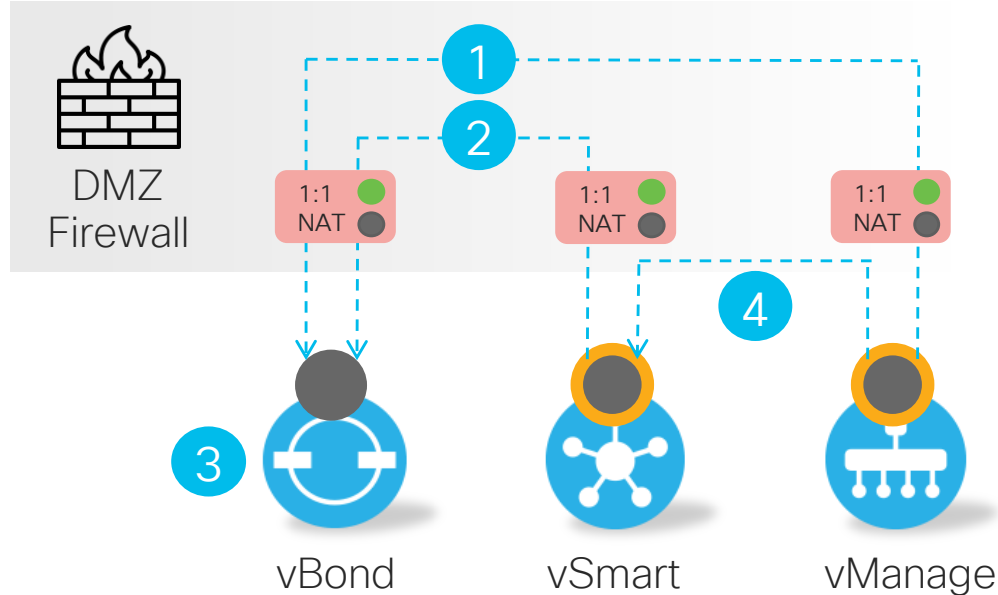 1
2
DMZ
Firewall
1:1
NAT
1:1
NAT
1:1
NAT
4
3
vBond
vSmart
vManage